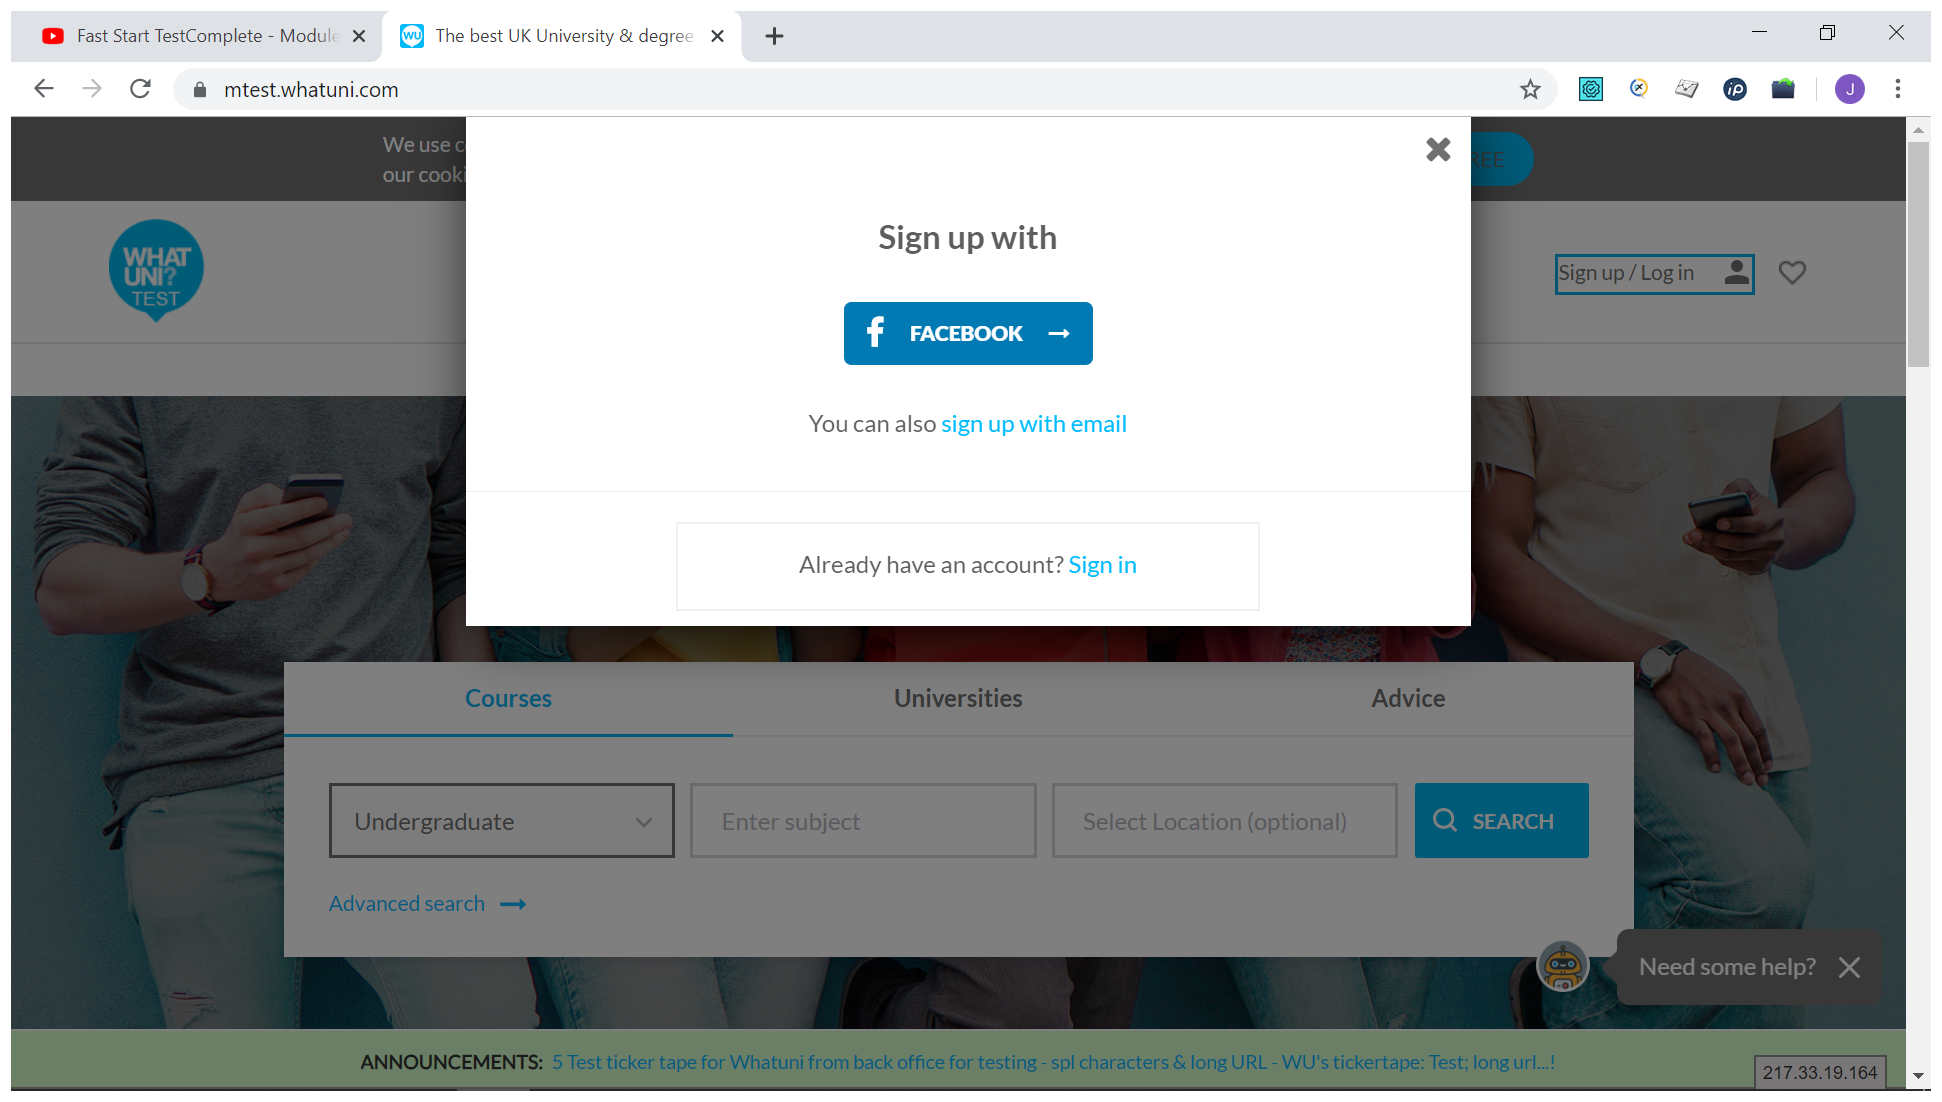 Fast Start TestComplete - Module
The best UK University & degree
mtest.whatuni.com
J
We use c
our cooki
REE
WHAT
UNI?
TEST
Sign up / Log in
Sign up with
FACEBOOK
You can also sign up with email
Already have an account? Sign in
Courses
Universities
Advice
Undergraduate
Enter subject
Select Location (optional)
SEARCH
Advanced search
Need some help?
ANNOUNCEMENTS: 5 Test ticker tape for Whatuni from back office for testing - spl characters & long URL - WU's tickertape: Test; long url...!
217.33.19.164